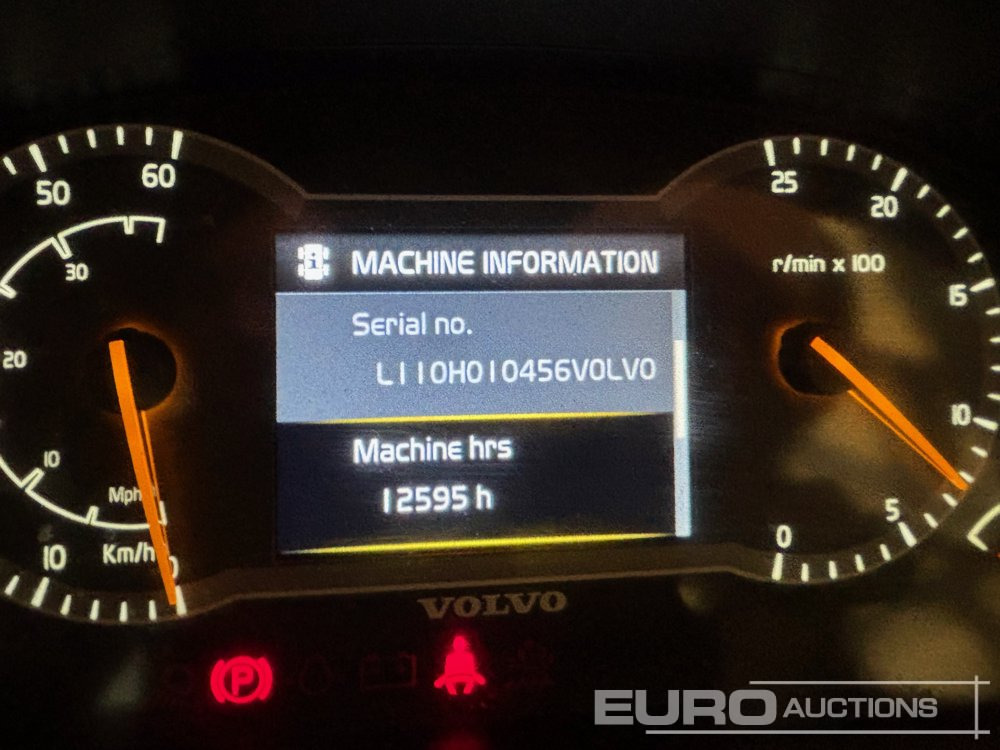 50
60
30
20
10
Mph
10
Km/h
0
MACHINE INFORMATION
Serial no.
L110H010456VOLVO
Machine hrs
12595 h
25
20
r/min x 100
15
10
5
0
VOLVO
P
EURO AUCTIONS